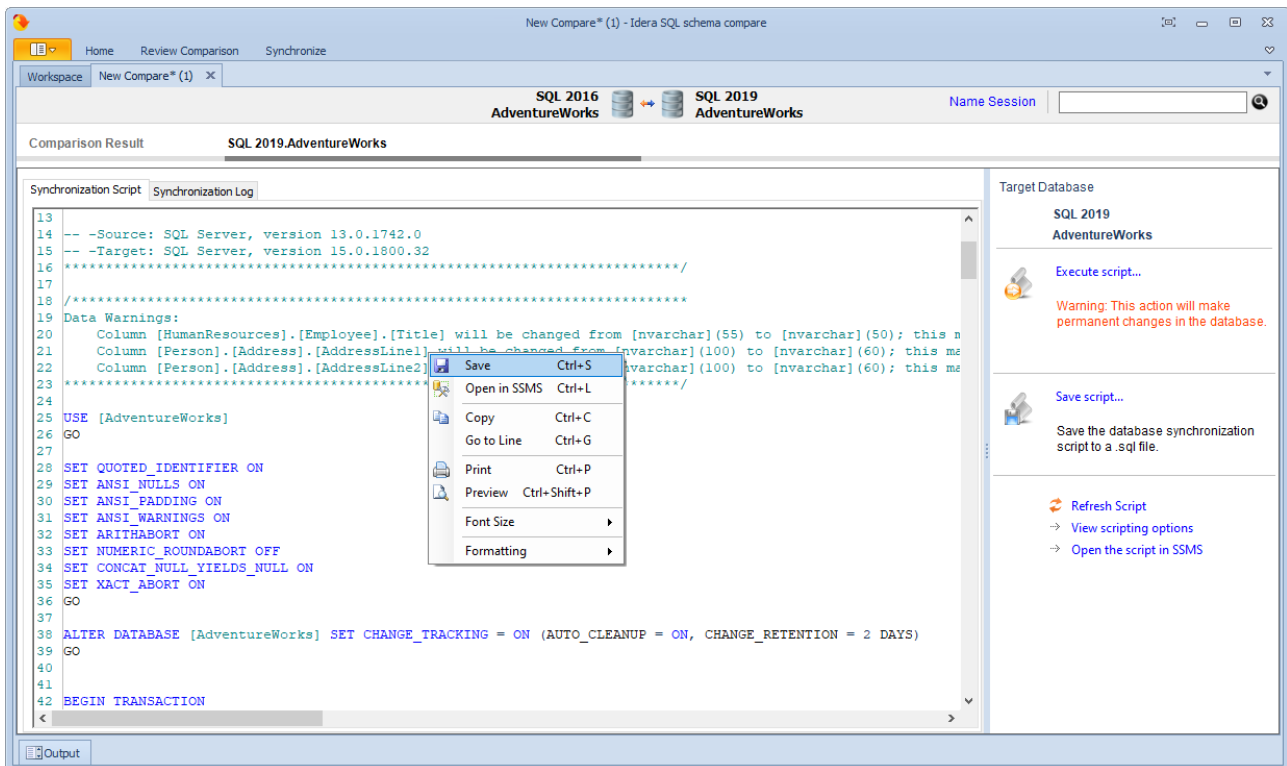 New Compare* (1) - Idera SQL schema compare
Home Review Comparison Synchronize
Workspace New Compare* (1)
SQL 2016 SQL 2019
AdventureWorks AdventureWorks
Name Session
Comparison Result SQL 2019.AdventureWorks
Synchronization Script Synchronization Log
13
14 -- -Source: SQL Server, version 13.0.1742.0
15 -- -Target: SQL Server, version 15.0.1800.32
16 **************************************************************************/
17
18 /**************************************************************************
19 Data Warnings:
20 Column [HumanResources].[Employee].[Title] will be changed from [nvarchar](55) to [nvarchar](50); this m
21 Column [Person].[Address].[AddressLine1] will be changed from [nvarchar](100) to [nvarchar](60); this ma
22 Column [Person].[Address].[AddressLine2] varchar](100) to [nvarchar](60); this ma
23 ******************************************** ******/
24
25 USE [AdventureWorks]
26 GO
27
28 SET QUOTED_IDENTIFIER ON
29 SET ANSI_NULLS ON
30 SET ANSI_PADDING ON
31 SET ANSI_WARNINGS ON
32 SET ARITHABORT ON
33 SET NUMERIC_ROUNDABORT OFF
34 SET CONCAT_NULL_YIELDS_NULL ON
35 SET XACT_ABORT ON
36 GO
37
38 ALTER DATABASE [AdventureWorks] SET CHANGE_TRACKING = ON (AUTO_CLEANUP = ON, CHANGE_RETENTION = 2 DAYS)
39 GO
40
41
42 BEGIN TRANSACTION
Save Ctrl+S
Open in SSMS Ctrl+L
Copy Ctrl+C
Go to Line Ctrl+G
Print Ctrl+P
Preview Ctrl+Shift+P
Font Size
Formatting
Target Database
SQL 2019
AdventureWorks
Execute script...
Warning: This action will make
permanent changes in the database.
Save script...
Save the database synchronization
script to a .sql file.
Refresh Script
View scripting options
Open the script in SSMS
Output